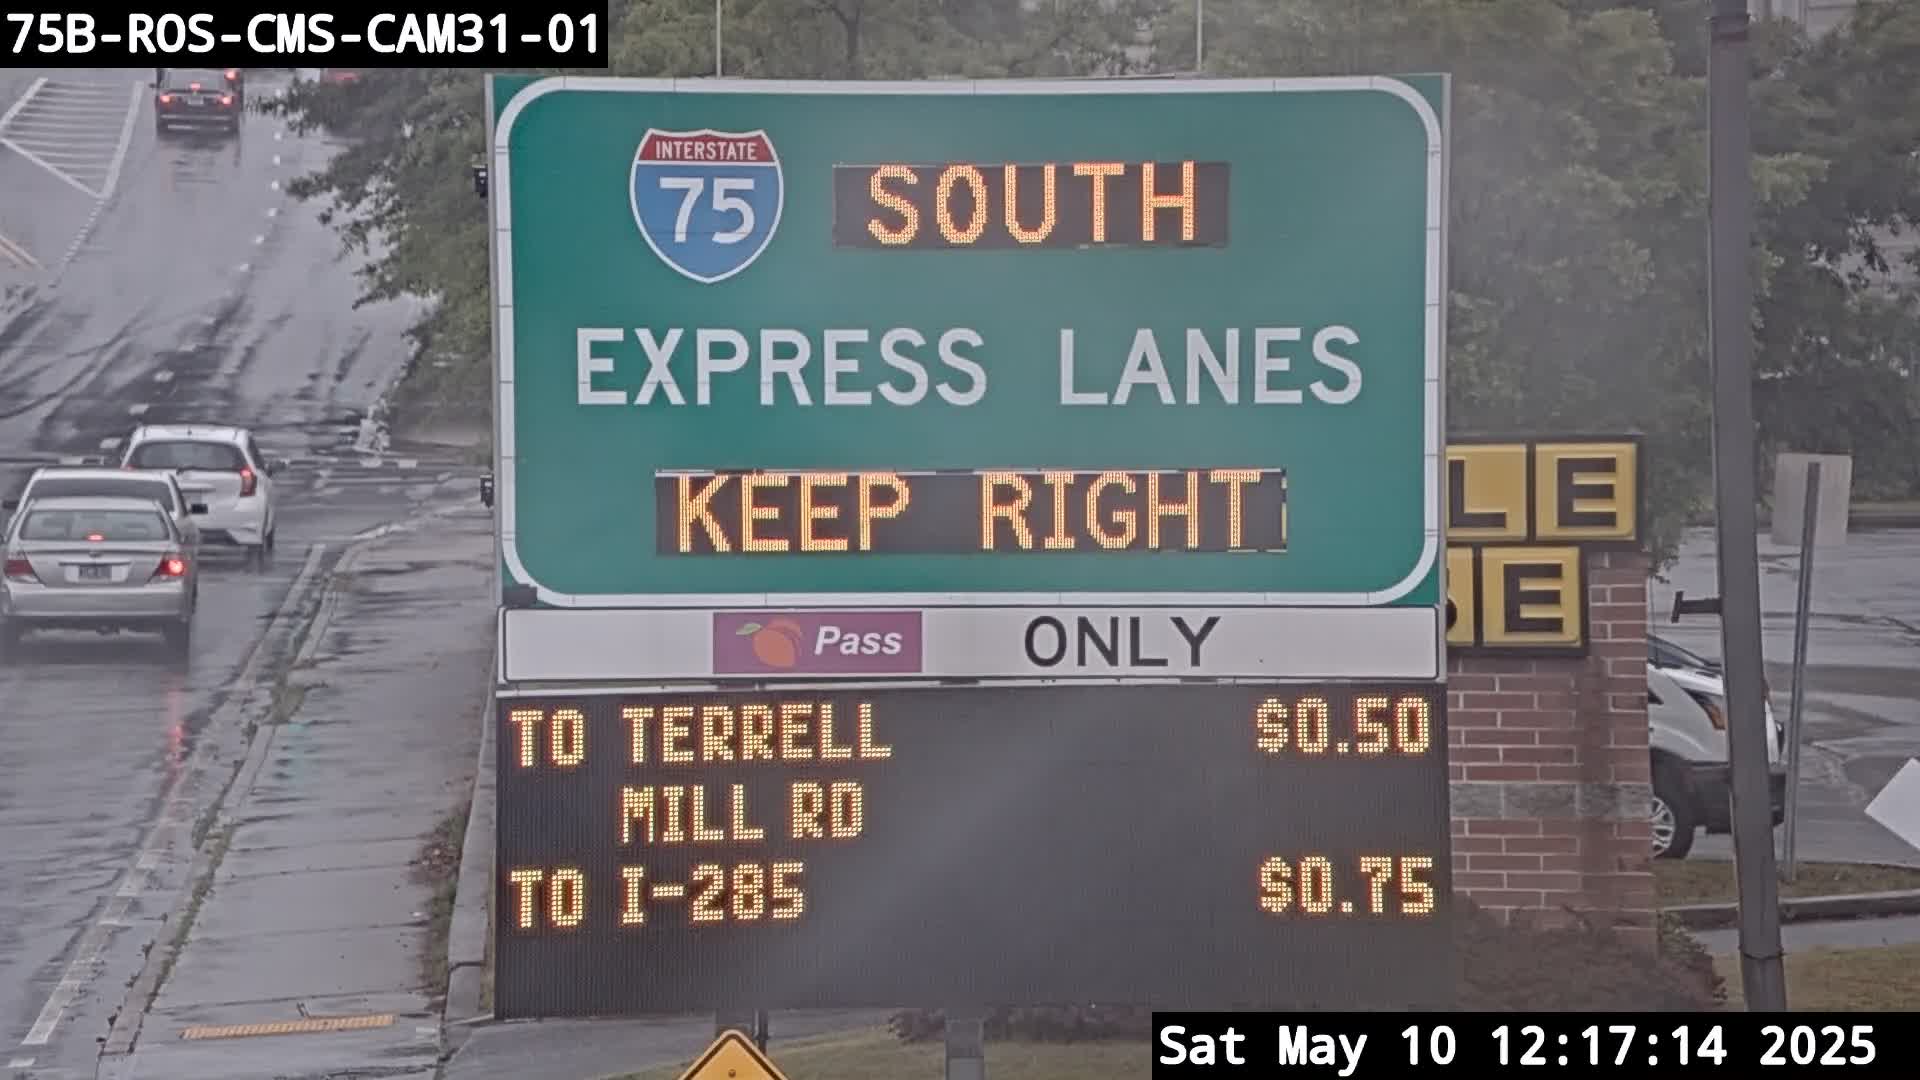 75B-ROS-CMS-CAM31-01
INTERSTATE
75
SOUTH
EXPRESS LANES
KEEP RIGHT
Pass ONLY
TO TERRELL $0.50
MILL RD
TO I-285 $0.75
LE
E
Sat May 10 12:17:14 2025